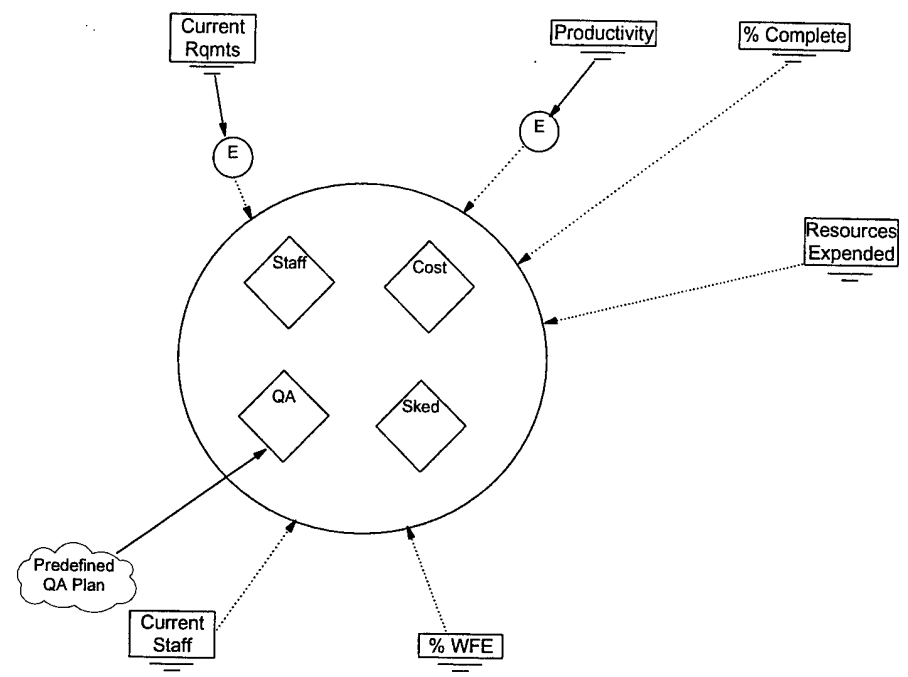 Current
Rqmts
Productivity
% Complete
E
E
Resources
Expended
Staff
Cost
QA
Sked
Predefined
QA Plan
Current
Staff
% WFE